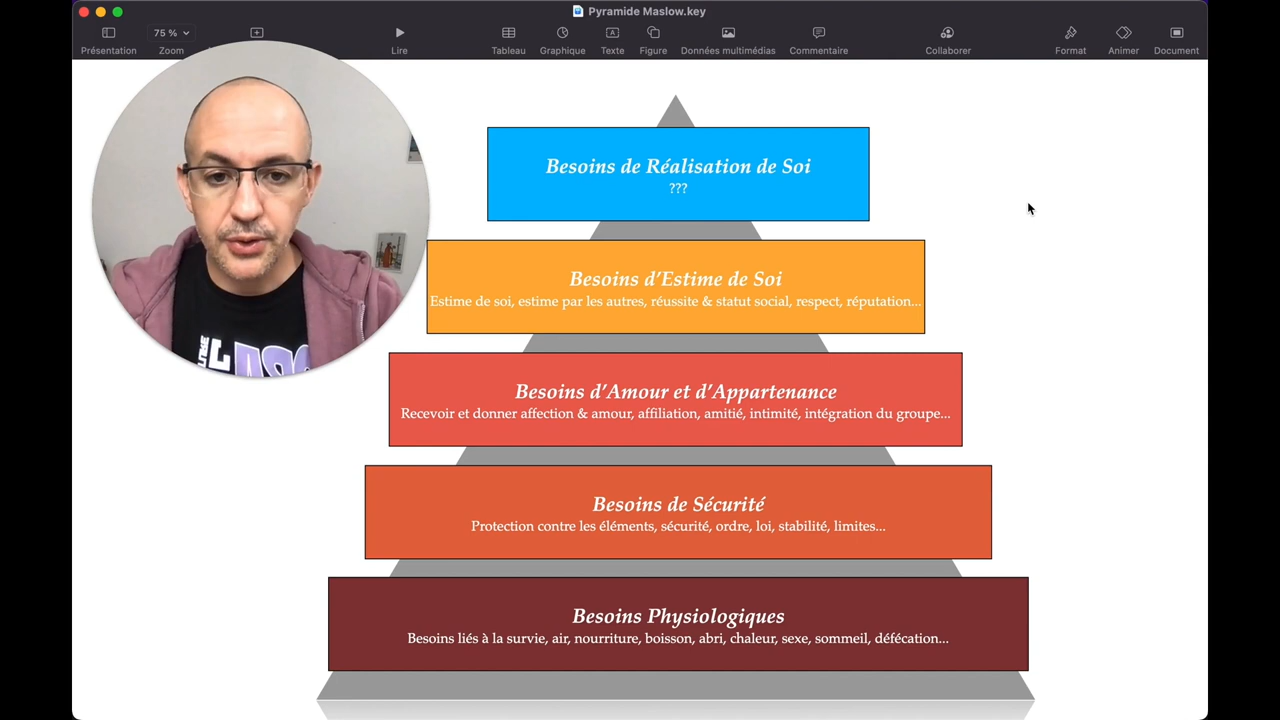 Pyramide Maslow.key
75 %
Présentation
Zoom
Lire
Tableau
Graphique
Texte
Figure
Données multimédias
Commentaire
Collaborer
Format
Animer
Document
Besoins de Réalisation de Soi
???
Besoins d’Estime de Soi
Estime de soi, estime par les autres, réussite & statut social, respect, réputation...
Besoins d’Amour et d’Appartenance
Recevoir et donner affection & amour, affiliation, amitié, intimité, intégration du groupe...
Besoins de Sécurité
Protection contre les éléments, sécurité, ordre, loi, stabilité, limites...
Besoins Physiologiques
Besoins liés à la survie, air, nourriture, boisson, abri, chaleur, sexe, sommeil, défécation...